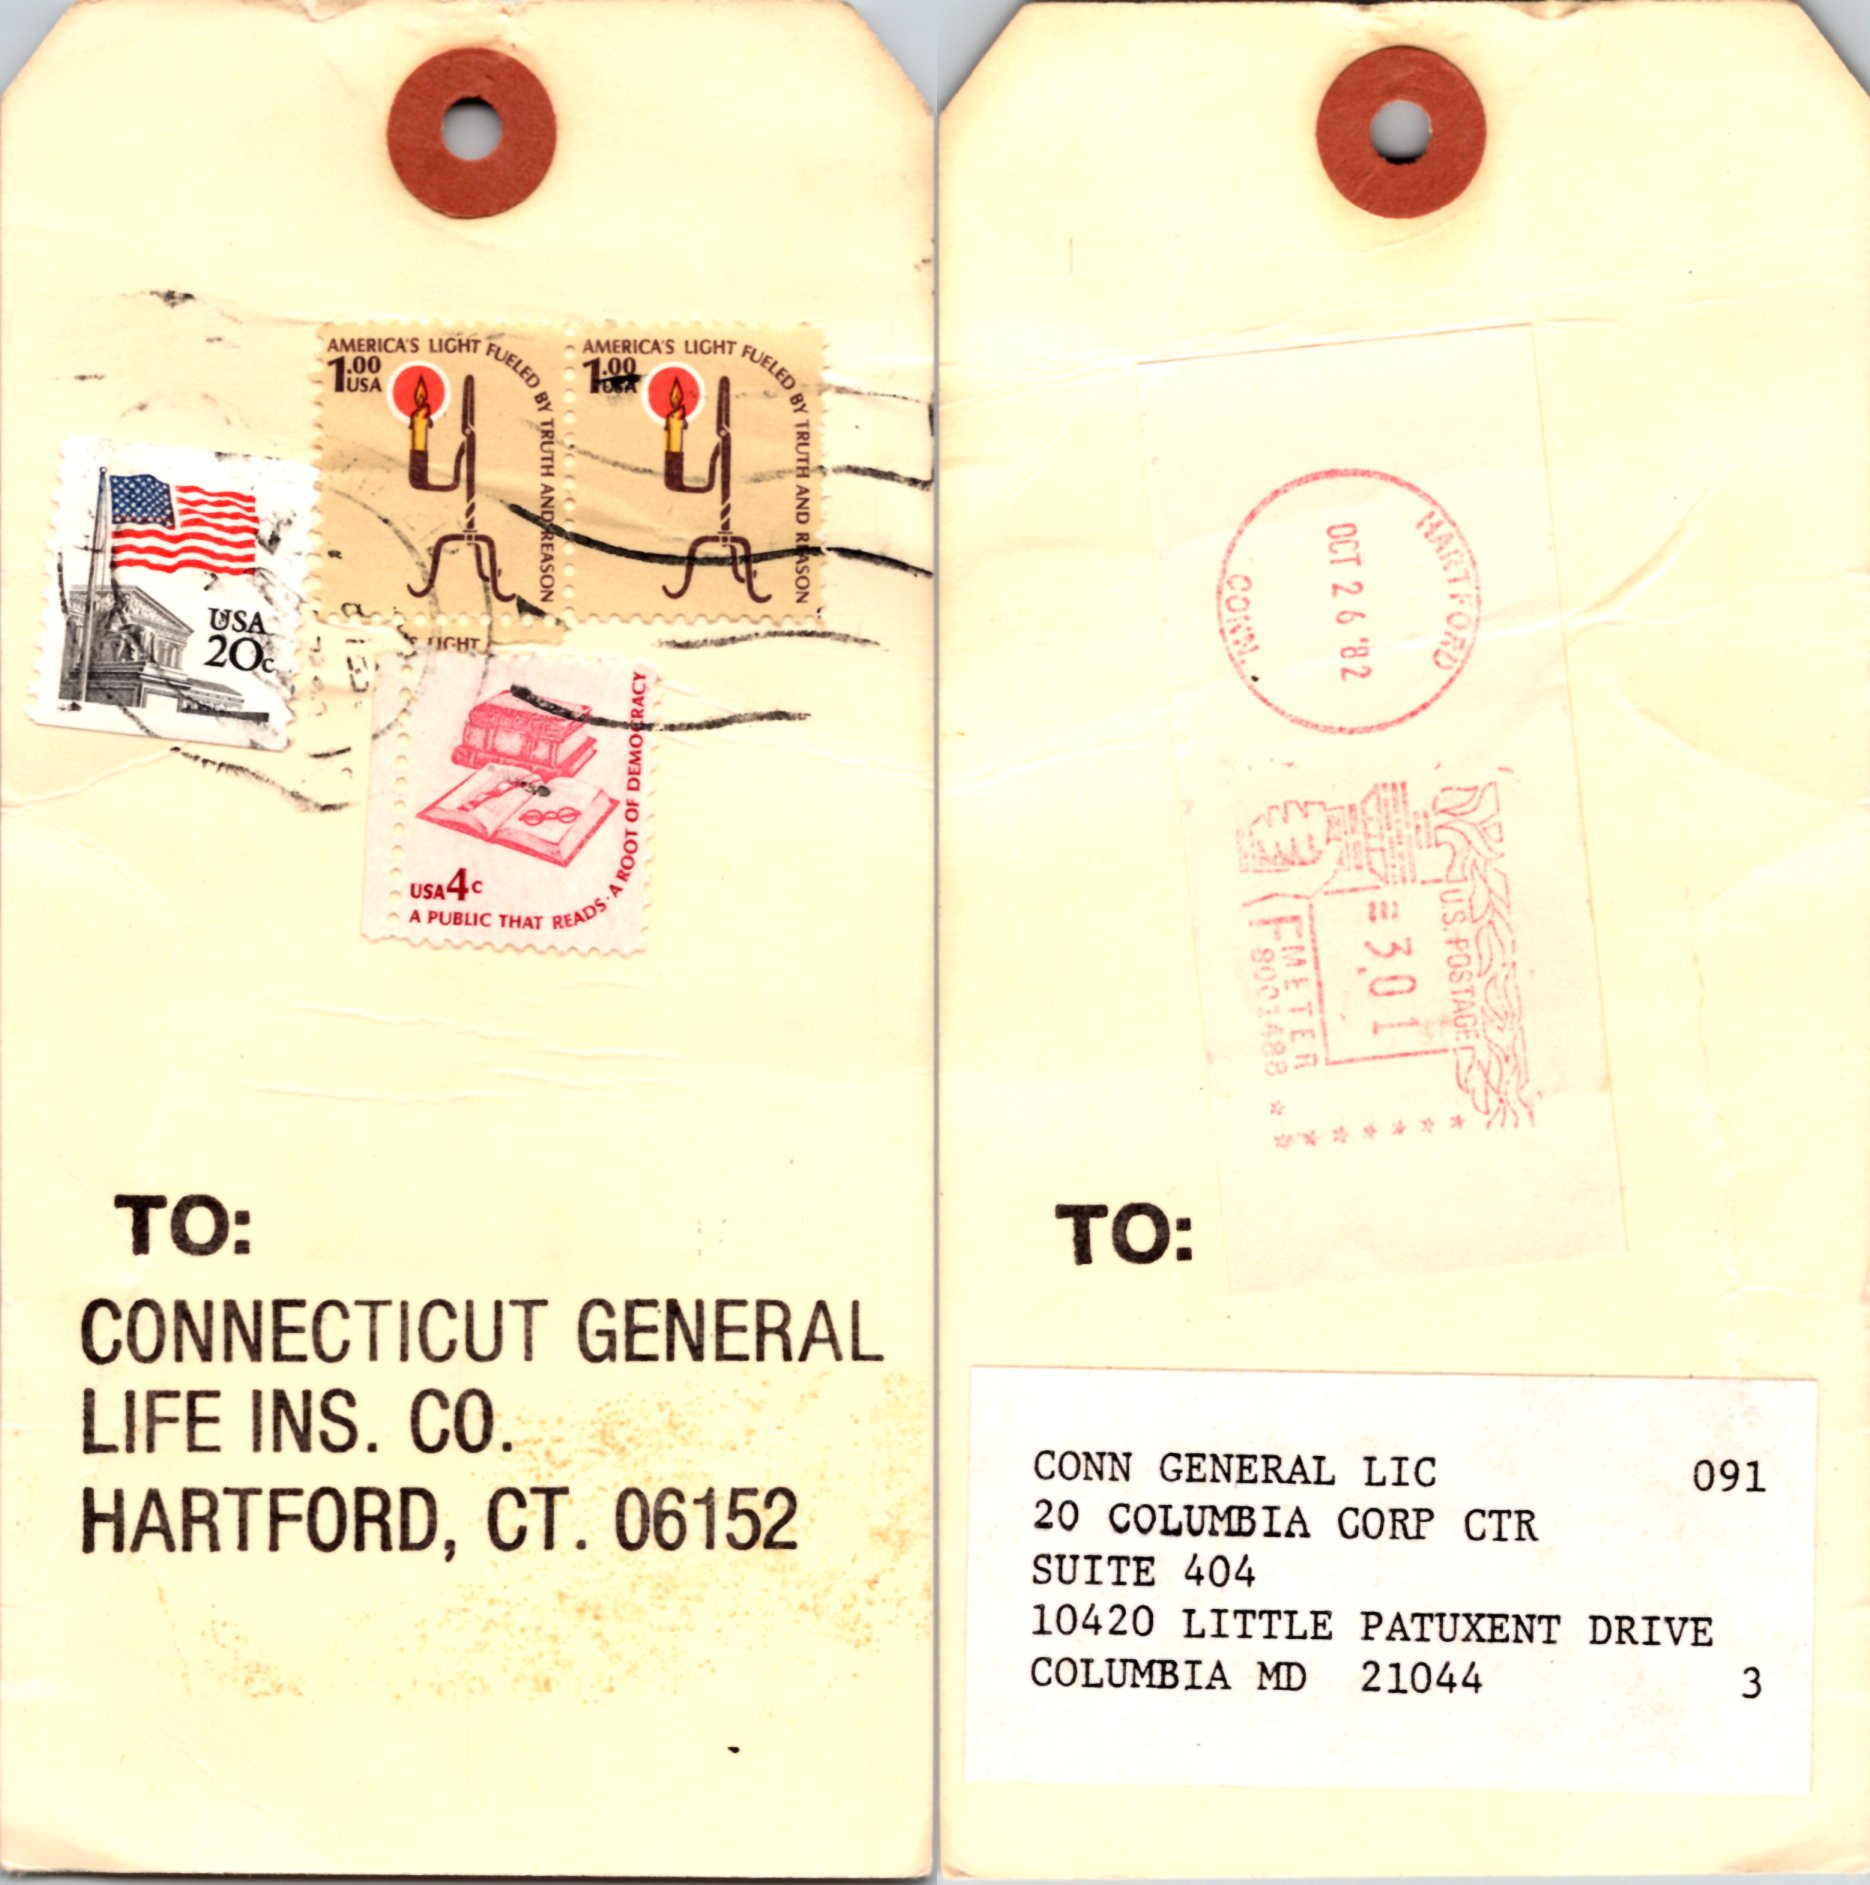 AMERICA'S LIGHT FUELED BY TRUTH AND REASON
1.00
USA
AMERICA'S LIGHT FUELED BY TRUTH AND REASON
1.00
USA
USA
20c
'S LIGHT
USA 4c
A PUBLIC THAT READS · A ROOT OF DEMOCRACY
TO:
CONNECTICUT GENERAL
LIFE INS. CO.
HARTFORD, CT. 06152
HARTFORD
OCT 26 '82
CONN.
U.S. POSTAGE
3.01
METER
8001488
TO:
CONN GENERAL LIC 091
20 COLUMBIA CORP CTR
SUITE 404
10420 LITTLE PATUXENT DRIVE
COLUMBIA MD 21044 3